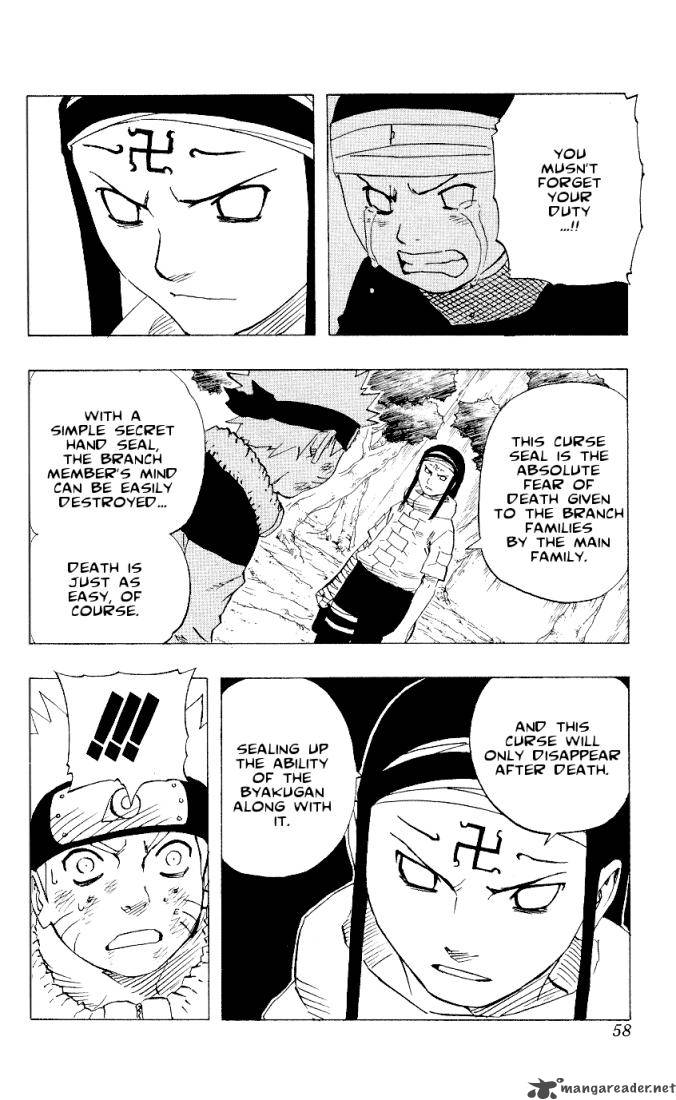 YOU
MUSN'T
FORGET
YOUR
DUTY
...!!
THIS CURSE
SEAL IS THE
ABSOLUTE
FEAR OF
DEATH GIVEN
TO THE BRANCH
FAMILIES
BY THE MAIN
FAMILY.
WITH A
SIMPLE SECRET
HAND SEAL,
THE BRANCH
MEMBER'S MIND
CAN BE EASILY
DESTROYED...
DEATH IS
JUST AS
EASY, OF
COURSE.
AND THIS
CURSE WILL
ONLY DISAPPEAR
AFTER DEATH.
SEALING UP
THE ABILITY
OF THE
BYAKUGAN
ALONG WITH
IT.
!!!
58
mangareader.net